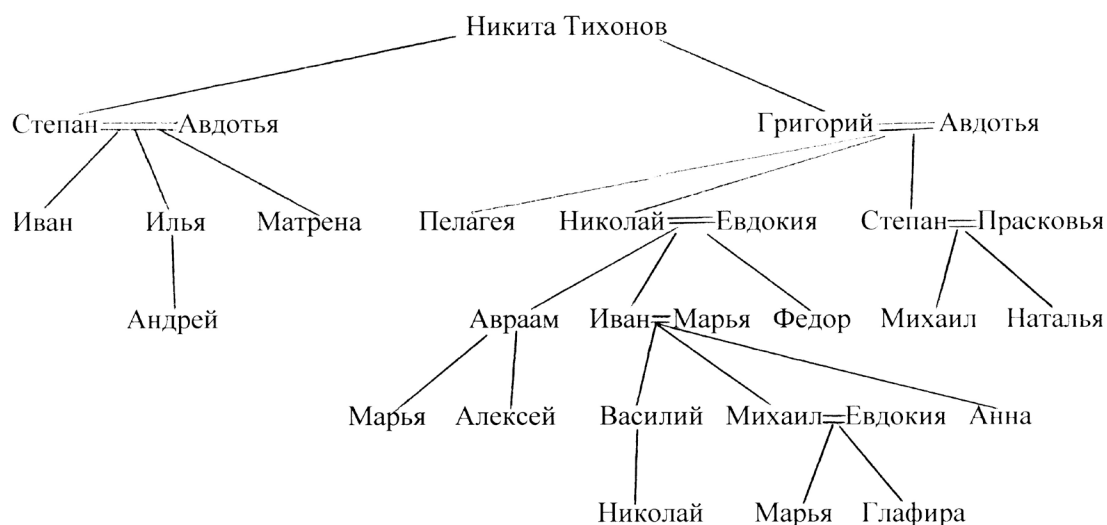 Никита Тихонов
Степан Авдотья Григорий Авдотья
Иван Илья Матрена Пелагея Николай Евдокия Степан Прасковья
Андрей Авраам Иван Марья Федор Михаил Наталья
Марья Алексей Василий Михаил Евдокия Анна
Николай Марья Глафира